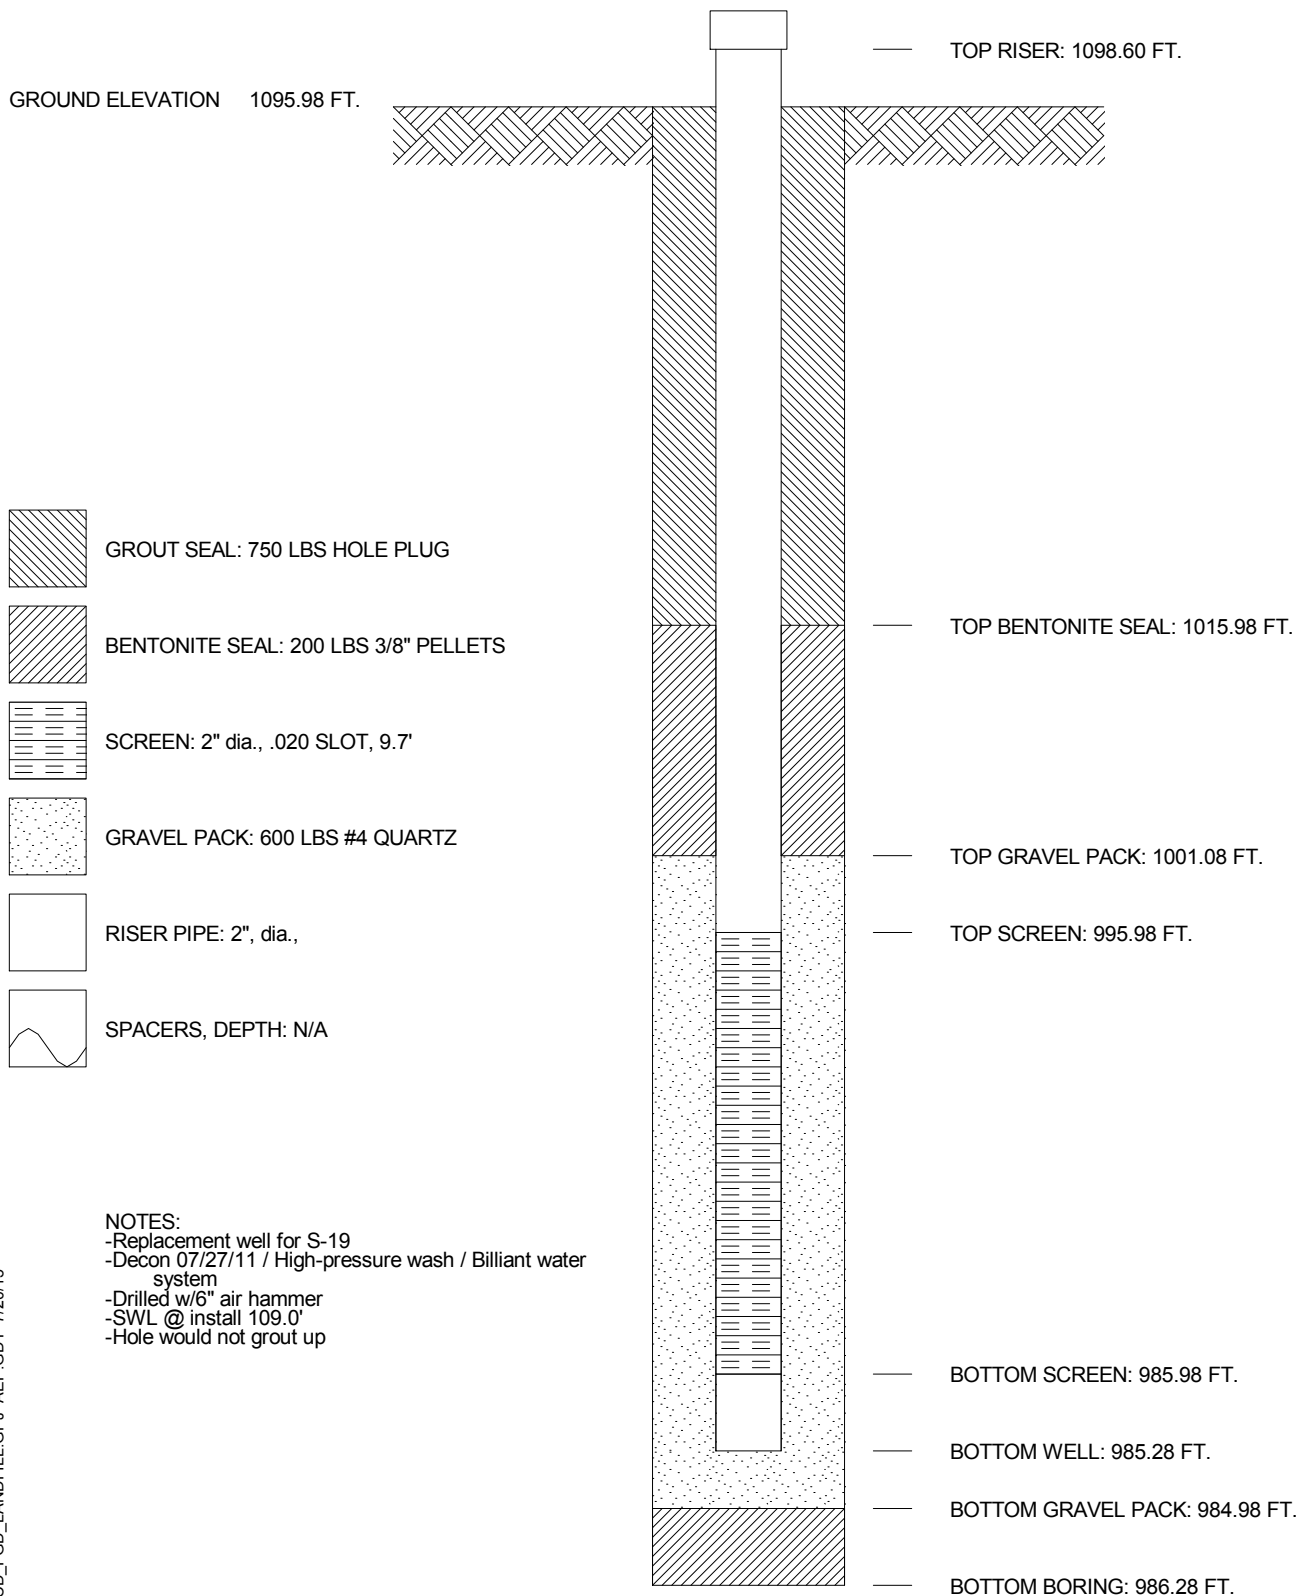 TOP RISER: 1098.60 FT.
GROUND ELEVATION 1095.98 FT.
GROUT SEAL: 750 LBS HOLE PLUG
TOP BENTONITE SEAL: 1015.98 FT.
BENTONITE SEAL: 200 LBS 3/8" PELLETS
SCREEN: 2" dia., .020 SLOT, 9.7'
GRAVEL PACK: 600 LBS #4 QUARTZ
TOP GRAVEL PACK: 1001.08 FT.
RISER PIPE: 2", dia.,
TOP SCREEN: 995.98 FT.
SPACERS, DEPTH: N/A
NOTES:
-Replacement well for S-19
-Decon 07/27/11 / High-pressure wash / Billiant water
system
-Drilled w/6" air hammer
-SWL @ install 109.0'
-Hole would not grout up
BOTTOM SCREEN: 985.98 FT.
BOTTOM WELL: 985.28 FT.
BOTTOM GRAVEL PACK: 984.98 FT.
BOTTOM BORING: 986.28 FT.